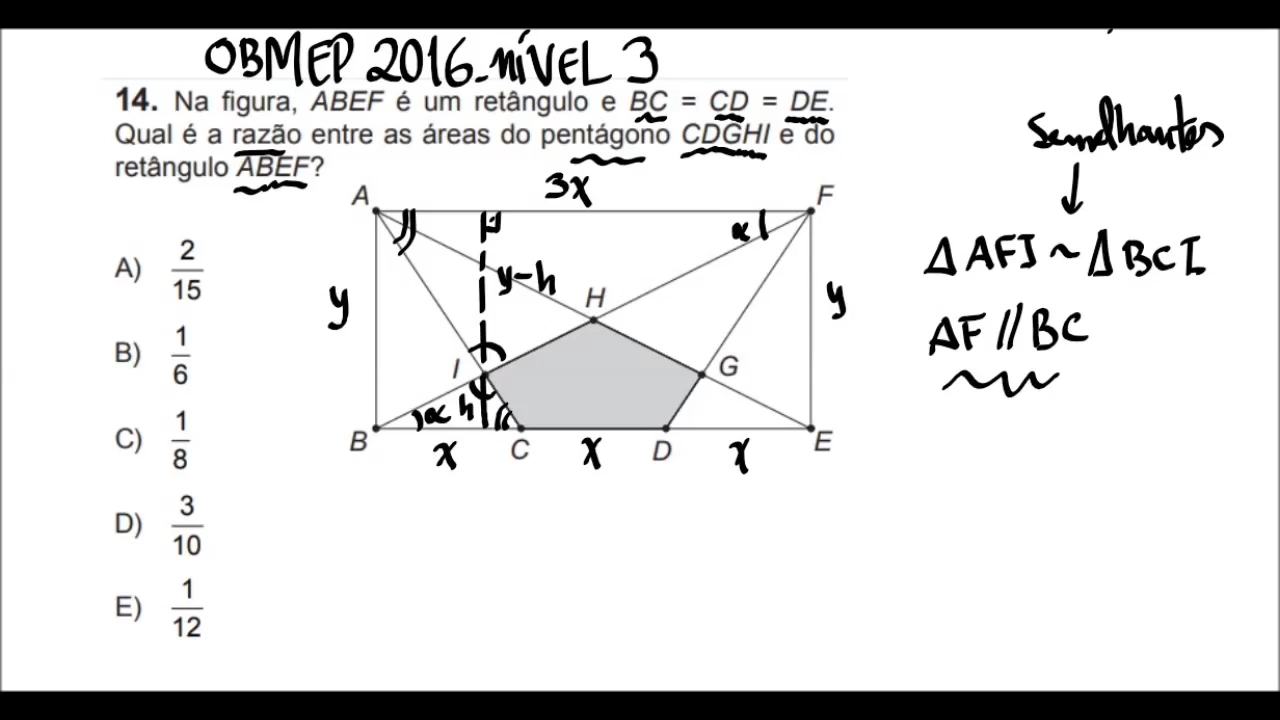 OBMEP 2016-NÍVEL 3
14. Na figura, ABEF é um retângulo e BC = CD = DE.
Qual é a razão entre as áreas do pentágono CDGHI e do
retângulo ABEF?
A) 2/15
B) 1/6
C) 1/8
D) 3/10
E) 1/12
3x
A
F
α
y
y-h
H
y
I
G
α
h
B
x
C
x
D
x
E
Semelhantes
↓
Δ AFI ~ Δ BCI
AF // BC